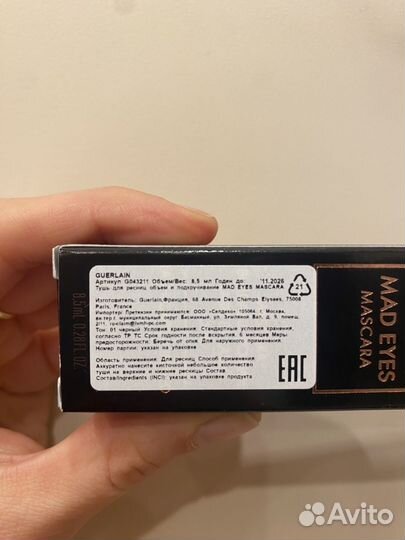 GUERLAIN
Артикул G043211 Объем/Вес: 8,5 мл Годен до 11.2026
Тушь для ресниц объем и подкручивание MAD EYES MASCARA
21
Изготовитель: Guerlain,Франция, 68 Avenue Des Champs Elysees, 75008
Paris, France
Импортер/ Претензии направлять: ООО «Селдико» 105064 г. Москва,
вн.тер.г. муниципальный округ Басманный, ул. Земляной Вал, д. 9, помещ.
Тон: 01 черный Условия хранения: Стандартные условия хранения,
согласно ТР ТС Срок годности после вскрытия: 6 месяцев Меры
предосторожности: Беречь от огня. Для наружного применения.
Номер партии: указан на упаковке
Область применения: Для ресниц Способ применения:
Аккуратно нанесите кисточкой небольшое количество
туши на верхние и нижние ресницы Состав:
Состав/Ingredients (INCI): указан на упаковке продукта
EAC
8.5ml 0.28fl.oz
MAD EYES
MASCARA
Avito